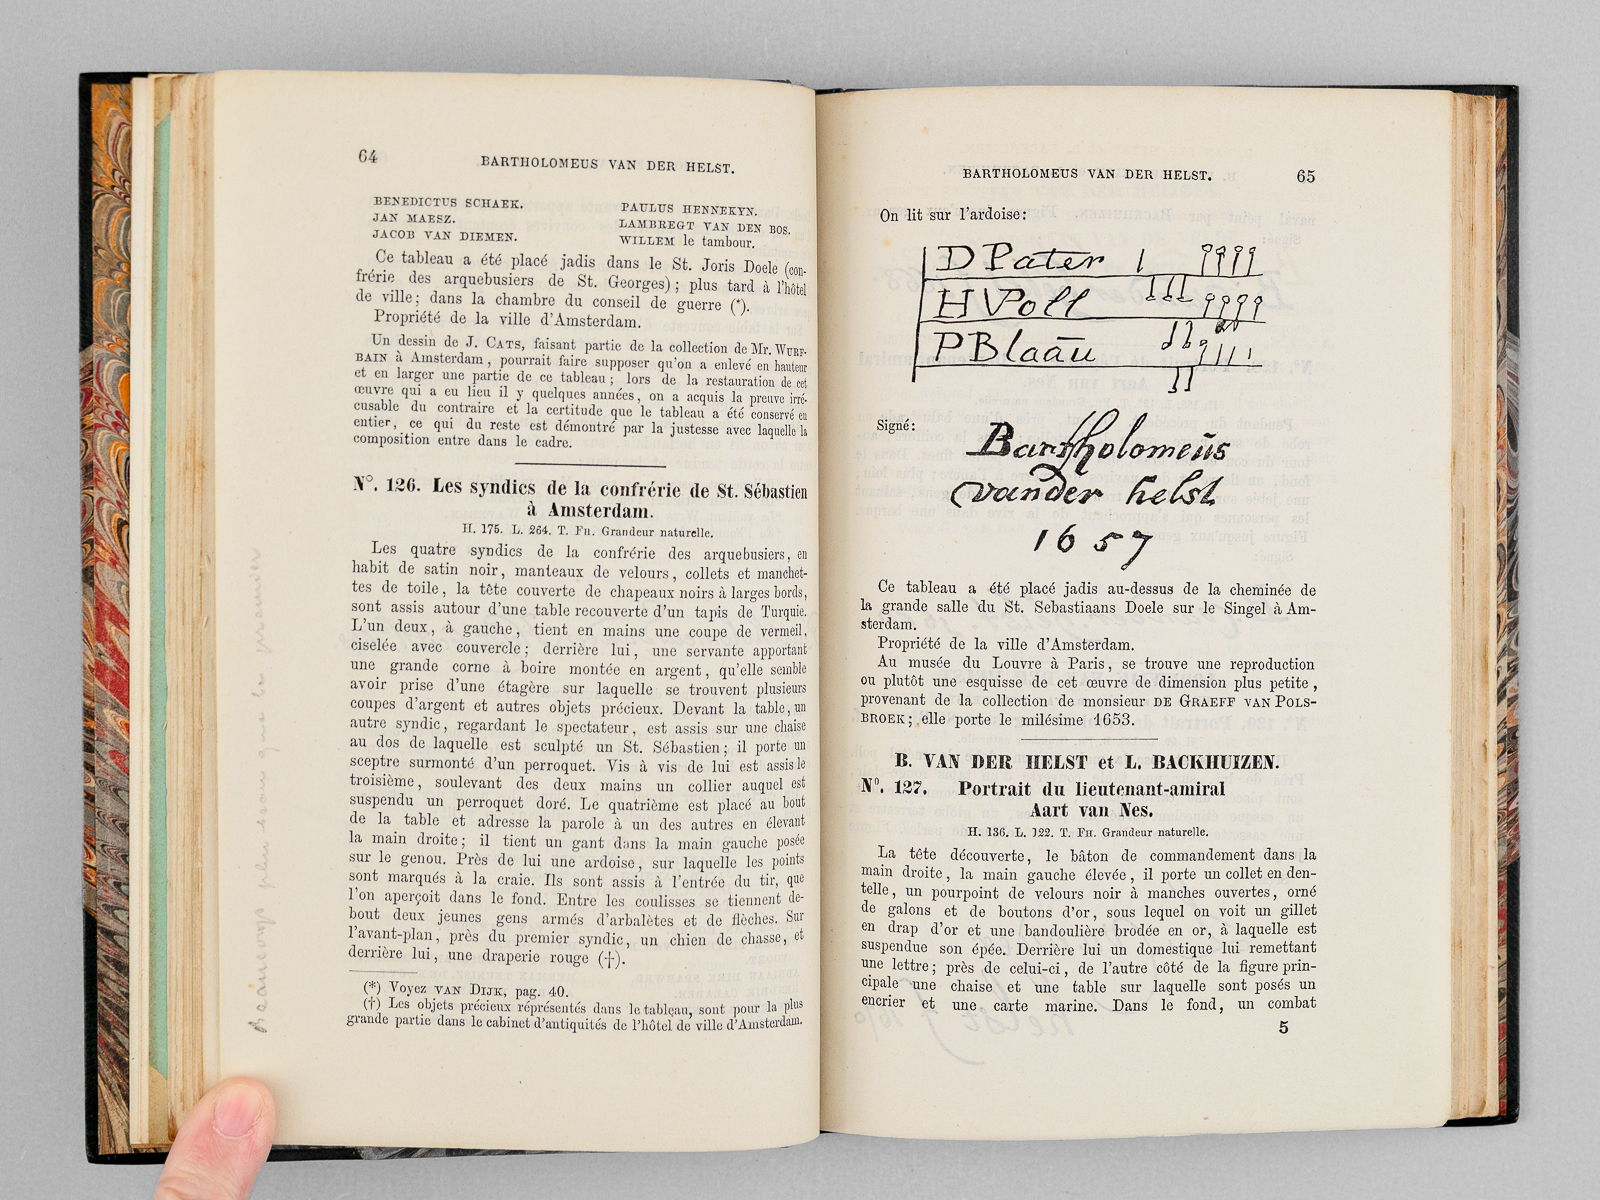 64
BARTHOLOMEUS VAN DER HELST.
BENEDICTUS SCHAEK.
JAN MAESZ.
JACOB VAN DIEMEN.
PAULUS HENNEKYN.
LAMBREGT VAN DEN BOS.
WILLEM le tambour.
Ce tableau a été placé jadis dans le St. Joris Doele (con-
frérie des arquebusiers de St. Georges); plus tard à l'hôtel
de ville; dans la chambre du conseil de guerre (*).
Propriété de la ville d'Amsterdam.
Un dessin de J. CATS, faisant partie de la collection de Mr. WURF-
BAIN à Amsterdam, pourrait faire supposer qu'on a enlevé en hauteur
et en larger une partie de ce tableau; lors de la restauration de cet
œuvre qui a eu lieu il y quelques années, on a acquis la preuve irré-
cusable du contraire et la certitude que le tableau a été conservé en
entier, ce qui du reste est démontré par la justesse avec laquelle la
composition entre dans le cadre.
N°. 126. Les syndics de la confrérie de St. Sébastien
à Amsterdam.
H. 175. L. 264. T. FH. Grandeur naturelle.
Les quatre syndics de la confrérie des arquebusiers, en
habit de satin noir, manteaux de velours, collets et manchet-
tes de toile, la tête couverte de chapeaux noirs à larges bords,
sont assis autour d'une table recouverte d'un tapis de Turquie.
L'un deux, à gauche, tient en mains une coupe de vermeil,
ciselée avec couvercle; derrière lui, une servante apportant
une grande corne à boire montée en argent, qu'elle semble
avoir prise d'une étagère sur laquelle se trouvent plusieurs
coupes d'argent et autres objets précieux. Devant la table, un
autre syndic, regardant le spectateur, est assis sur une chaise
au dos de laquelle est sculpté un St. Sébastien; il porte un
sceptre surmonté d'un perroquet. Vis à vis de lui est assis le
troisième, soulevant des deux mains un collier auquel est
suspendu un perroquet doré. Le quatrième est placé au bout
de la table et adresse la parole à un des autres en élevant
la main droite; il tient un gant dans la main gauche posée
sur le genou. Près de lui une ardoise, sur laquelle les points
sont marqués à la craie. Ils sont assis à l'entrée du tir, que
l'on aperçoit dans le fond. Entre les coulisses se tiennent de-
bout deux jeunes gens armés d'arbalètes et de flèches. Sur
l'avant-plan, près du premier syndic, un chien de chasse, et
derrière lui, une draperie rouge (†).
(*) Voyez VAN DIJK, pag. 40.
(†) Les objets précieux réprésentés dans le tableau, sont pour la plus
grande partie dans le cabinet d'antiquités de l'hôtel de ville d'Amsterdam.
Beaucoup plus beau que le premier
BARTHOLOMEUS VAN DER HELST.
65
On lit sur l'ardoise:
D Pater
H Voll
P Blaāu
Signé:
Bartholomeüs
vander helst
1657
Ce tableau a été placé jadis au-dessus de la cheminée de
la grande salle du St. Sebastiaans Doele sur le Singel à Am-
sterdam.
Propriété de la ville d'Amsterdam.
Au musée du Louvre à Paris, se trouve une reproduction
ou plutôt une esquisse de cet œuvre de dimension plus petite,
provenant de la collection de monsieur DE GRAEFF VAN POLS-
BROEK; elle porte le milésime 1653.
B. VAN DER HELST et L. BACKHUIZEN.
N°. 127. Portrait du lieutenant-amiral
Aart van Nes.
H. 136. L. 122. T. FH. Grandeur naturelle.
La tête découverte, le bâton de commandement dans la
main droite, la main gauche élevée, il porte un collet en den-
telle, un pourpoint de velours noir à manches ouvertes, orné
de galons et de boutons d'or, sous lequel on voit un gillet
en drap d'or et une bandoulière brodée en or, à laquelle est
suspendue son épée. Derrière lui un domestique lui remettant
une lettre; près de celui-ci, de l'autre côté de la figure prin-
cipale une chaise et une table sur laquelle sont posés un
encrier et une carte marine. Dans le fond, un combat
5